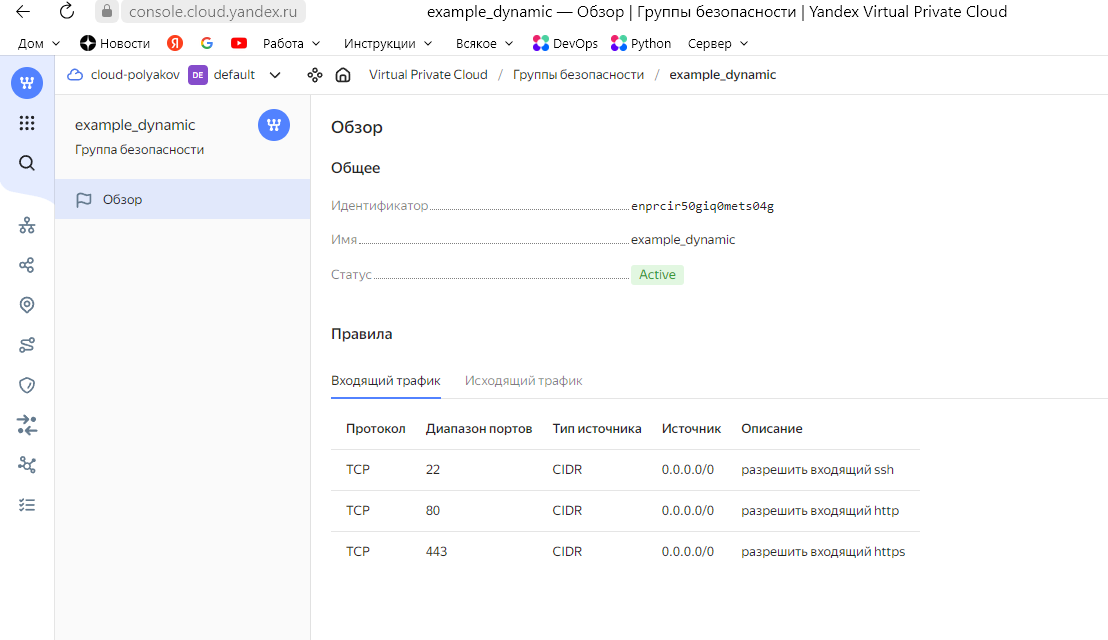 console.cloud.yandex.ru example_dynamic — Обзор | Группы безопасности | Yandex Virtual Private Cloud
Дом Новости Я G Работа Инструкции Всякое DevOps Python Сервер
cloud-polyakov DE default Virtual Private Cloud / Группы безопасности / example_dynamic
example_dynamic
Группа безопасности
Обзор
Обзор
Общее
Идентификатор enprcir50giq0mets04g
Имя example_dynamic
Статус Active
Правила
Входящий трафик Исходящий трафик
Протокол Диапазон портов Тип источника Источник Описание
TCP 22 CIDR 0.0.0.0/0 разрешить входящий ssh
TCP 80 CIDR 0.0.0.0/0 разрешить входящий http
TCP 443 CIDR 0.0.0.0/0 разрешить входящий https